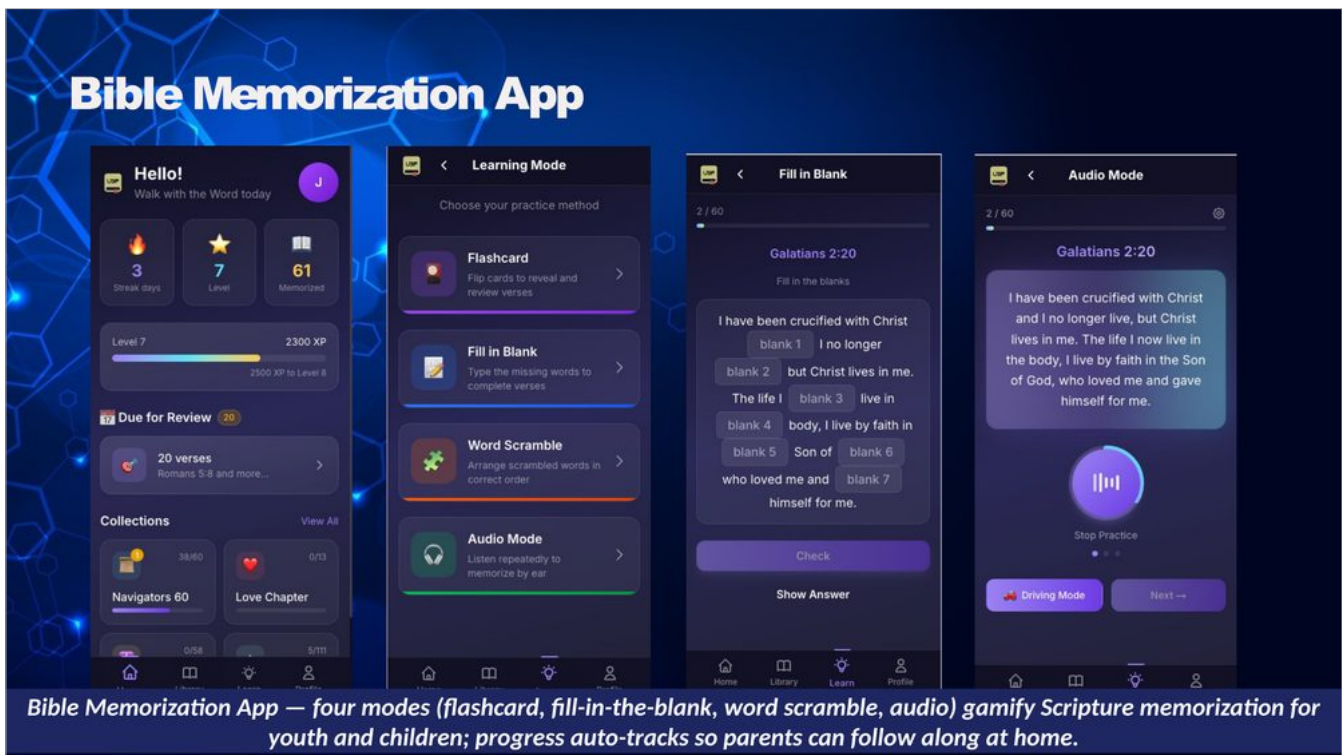 Bible Memorization App
Hello!
Walk with the Word today
J
3
Streak days
7
Level
61
Memorized
Level 7
2300 XP
2500 XP to Level 8
Due for Review 20
20 verses
Romans 5:8 and more...
Collections
View All
1
38/60
Navigators 60
0/13
Love Chapter
0/58
5/111
Learning Mode
Choose your practice method
Flashcard
Flip cards to reveal and
review verses
Fill in Blank
Type the missing words to
complete verses
Word Scramble
Arrange scrambled words in
correct order
Audio Mode
Listen repeatedly to
memorize by ear
Fill in Blank
2 / 60
Galatians 2:20
Fill in the blanks
I have been crucified with Christ
blank 1 I no longer
blank 2 but Christ lives in me.
The life I blank 3 live in
blank 4 body, I live by faith in
blank 5 Son of blank 6
who loved me and blank 7
himself for me.
Check
Show Answer
Home
Library
Learn
Profile
Audio Mode
2 / 60
Galatians 2:20
I have been crucified with Christ
and I no longer live, but Christ
lives in me. The life I now live in
the body, I live by faith in the Son
of God, who loved me and gave
himself for me.
Stop Practice
Driving Mode
Next →
Bible Memorization App — four modes (flashcard, fill-in-the-blank, word scramble, audio) gamify Scripture memorization for
youth and children; progress auto-tracks so parents can follow along at home.